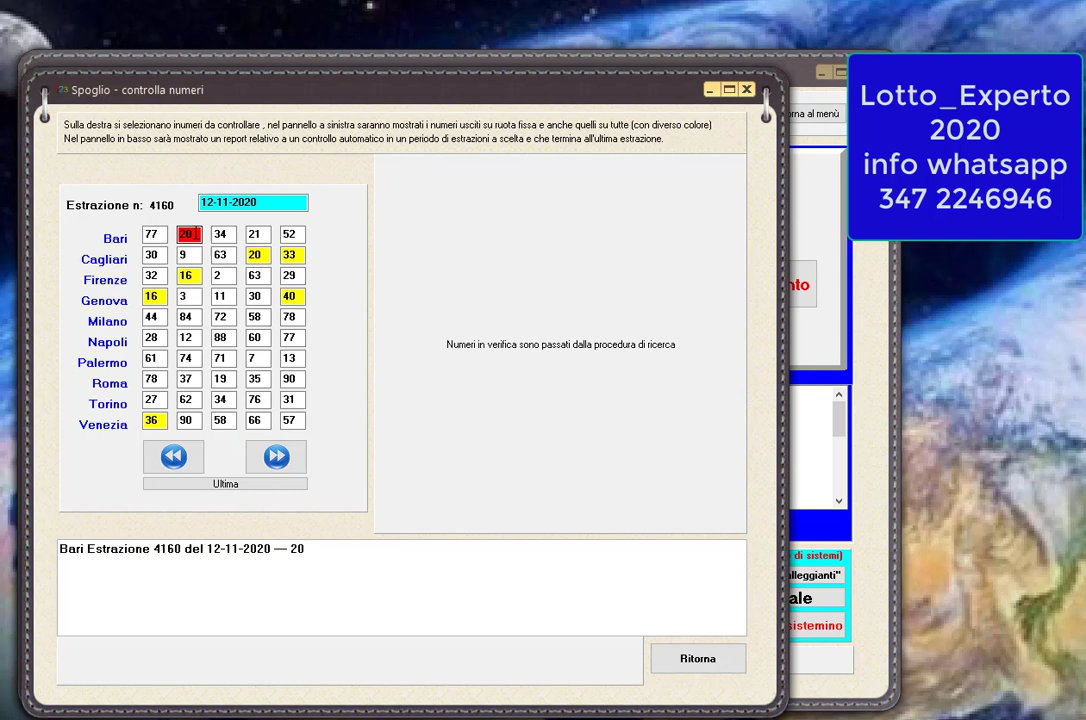 Spoglio - controlla numeri
Sulla destra si selezionano inumeri da controllare , nel pannello a sinistra saranno mostrati i numeri usciti su ruota fissa e anche quelli su tutte (con diverso colore)
Nel pannello in basso sarà mostrato un report relativo a un controllo automatico in un periodo di estrazioni a scelta e che termina all'ultima estrazione.
Estrazione n: 4160 12-11-2020
Bari 77 20 34 21 52
Cagliari 30 9 63 20 33
Firenze 32 16 2 63 29
Genova 16 3 11 30 40
Milano 44 84 72 58 78
Napoli 28 12 88 60 77
Palermo 61 74 71 7 13
Roma 78 37 19 35 90
Torino 27 62 34 76 31
Venezia 36 90 58 66 57
Ultima
Numeri in verifica sono passati dalla procedura di ricerca
Bari Estrazione 4160 del 12-11-2020 --- 20
Ritorna
Lotto_Experto
2020
info whatsapp
347 2246946
orna al menù
nto
di sistemi)
alleggianti"
ale
sistemino